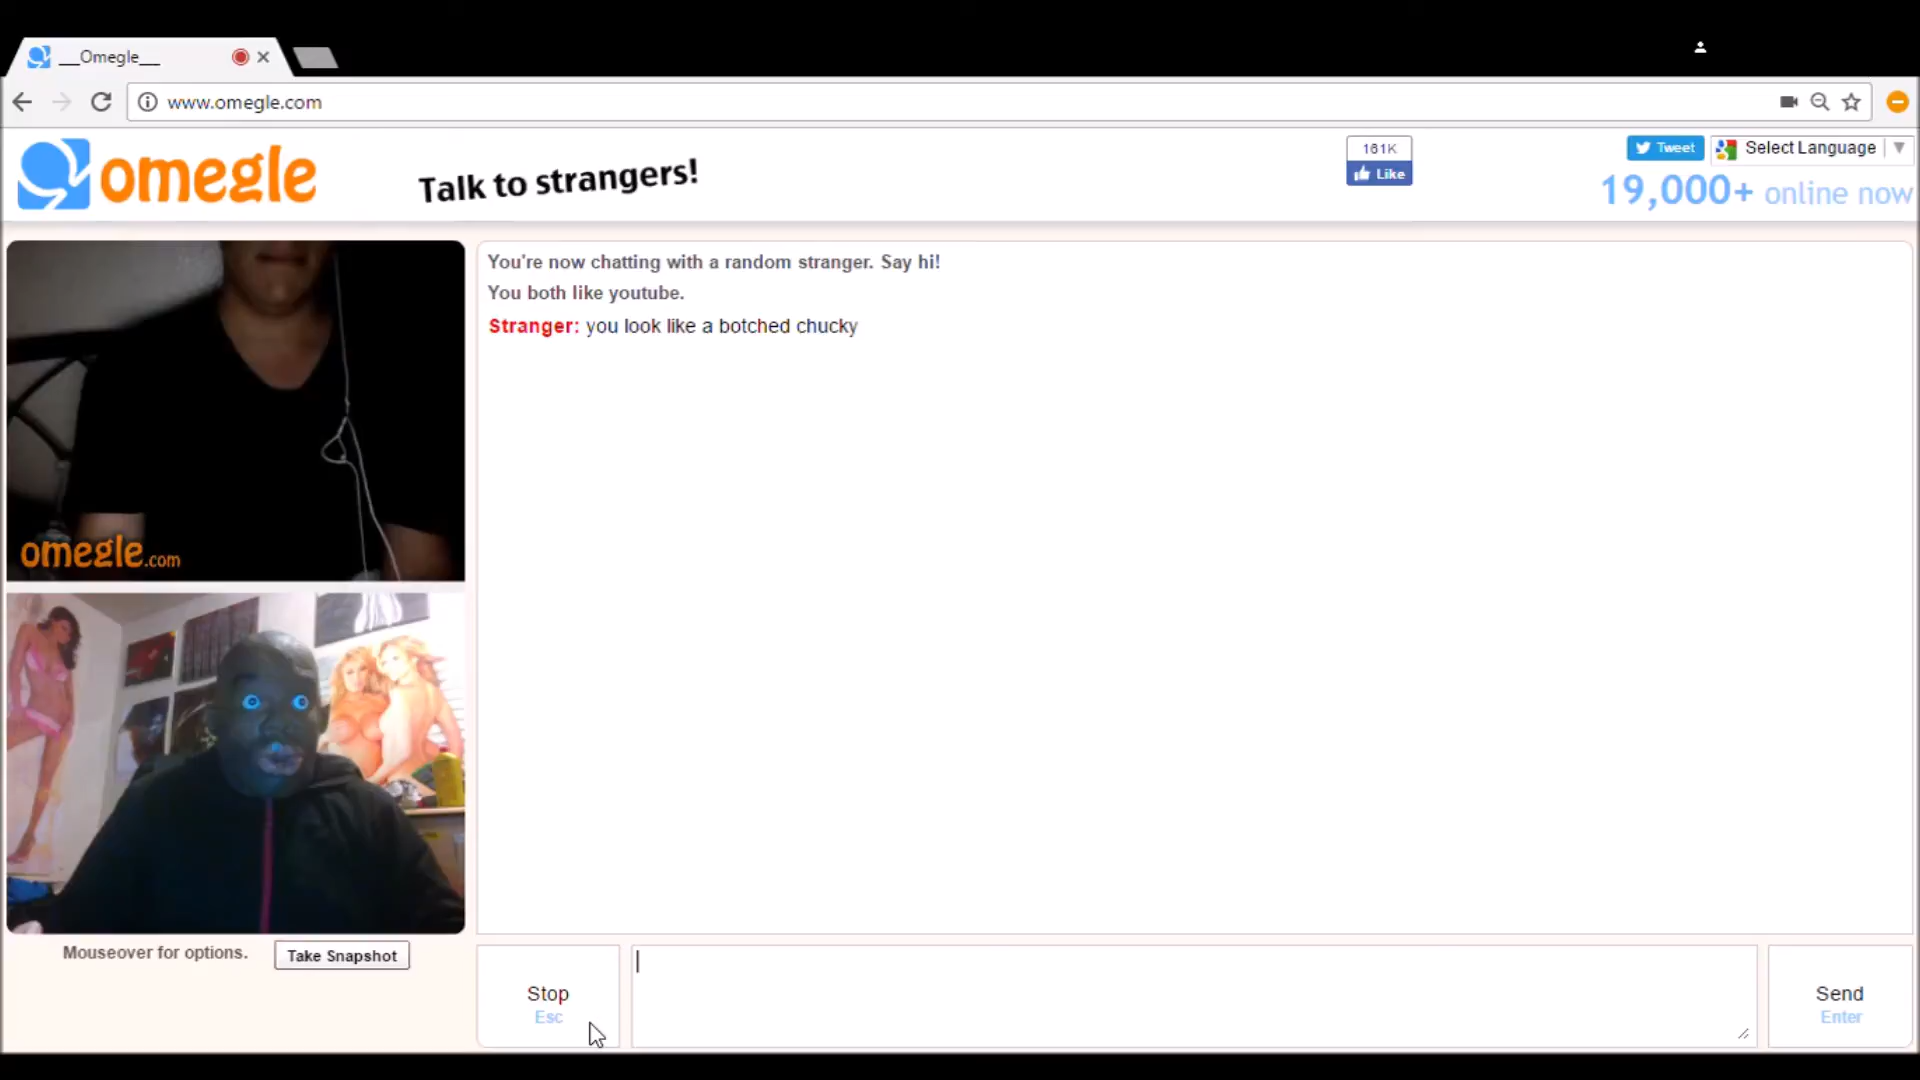 __Omegle__
www.omegle.com
omegle
Talk to strangers!
161K
Like
Tweet
Select Language
19,000+ online now
You're now chatting with a random stranger. Say hi!
You both like youtube.
Stranger: you look like a botched chucky
omegle.com
Mouseover for options.
Take Snapshot
Stop
Esc
Send
Enter